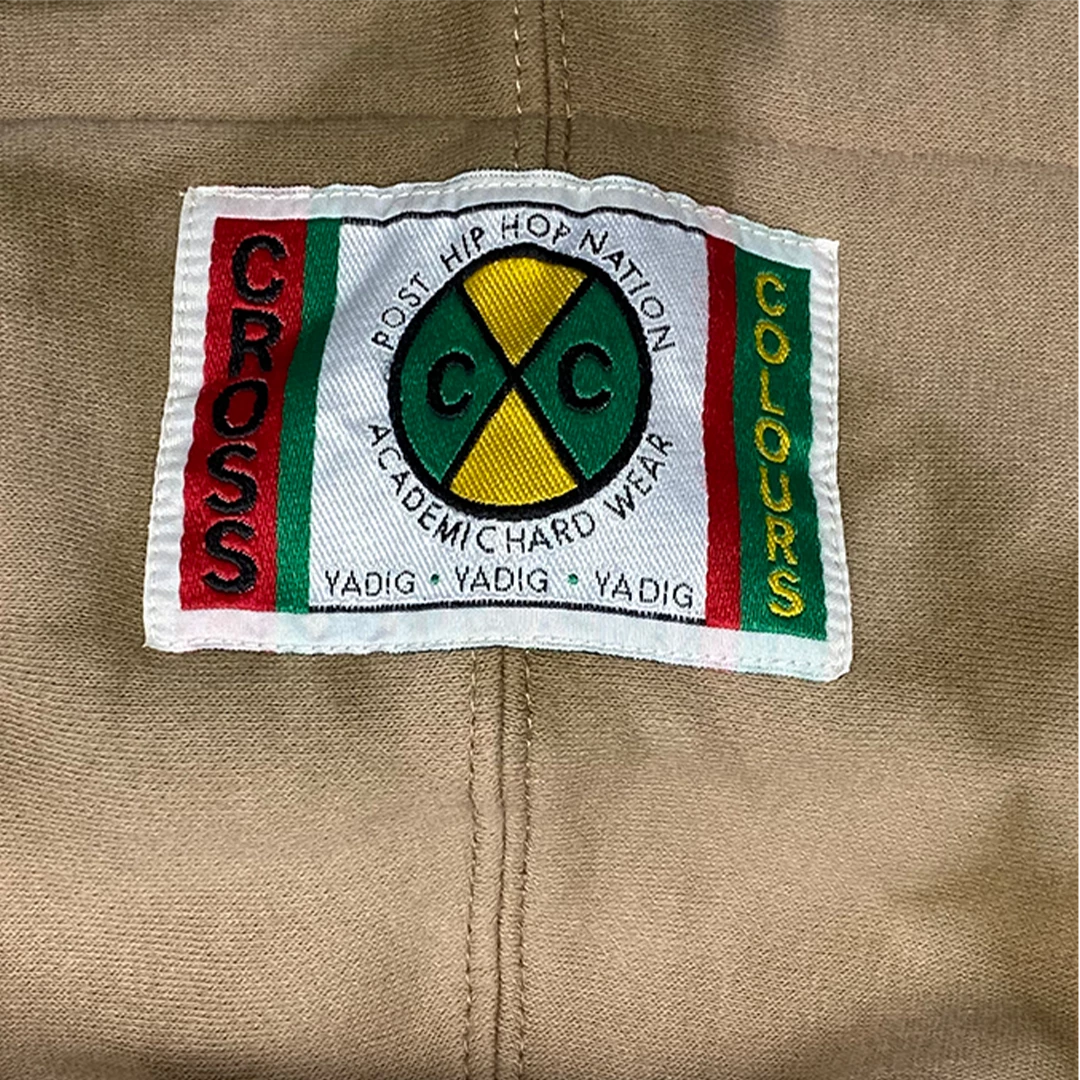 CROSS
POST HIP HOP NATION
C C
ACADEMIC HARD WEAR
YADIG • YADIG • YADIG
COLOURS